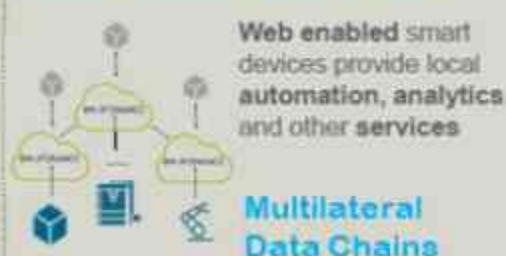 Web enabled smart
devices provide local
automation, analytics
and other services
Multilateral
Data Chains